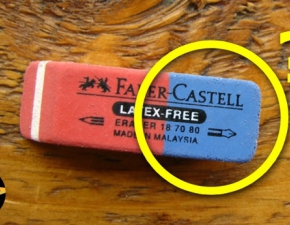 FABER-CASTELL
LATEX-FREE
ERASER 18 70 80
MADE IN MALAYSIA